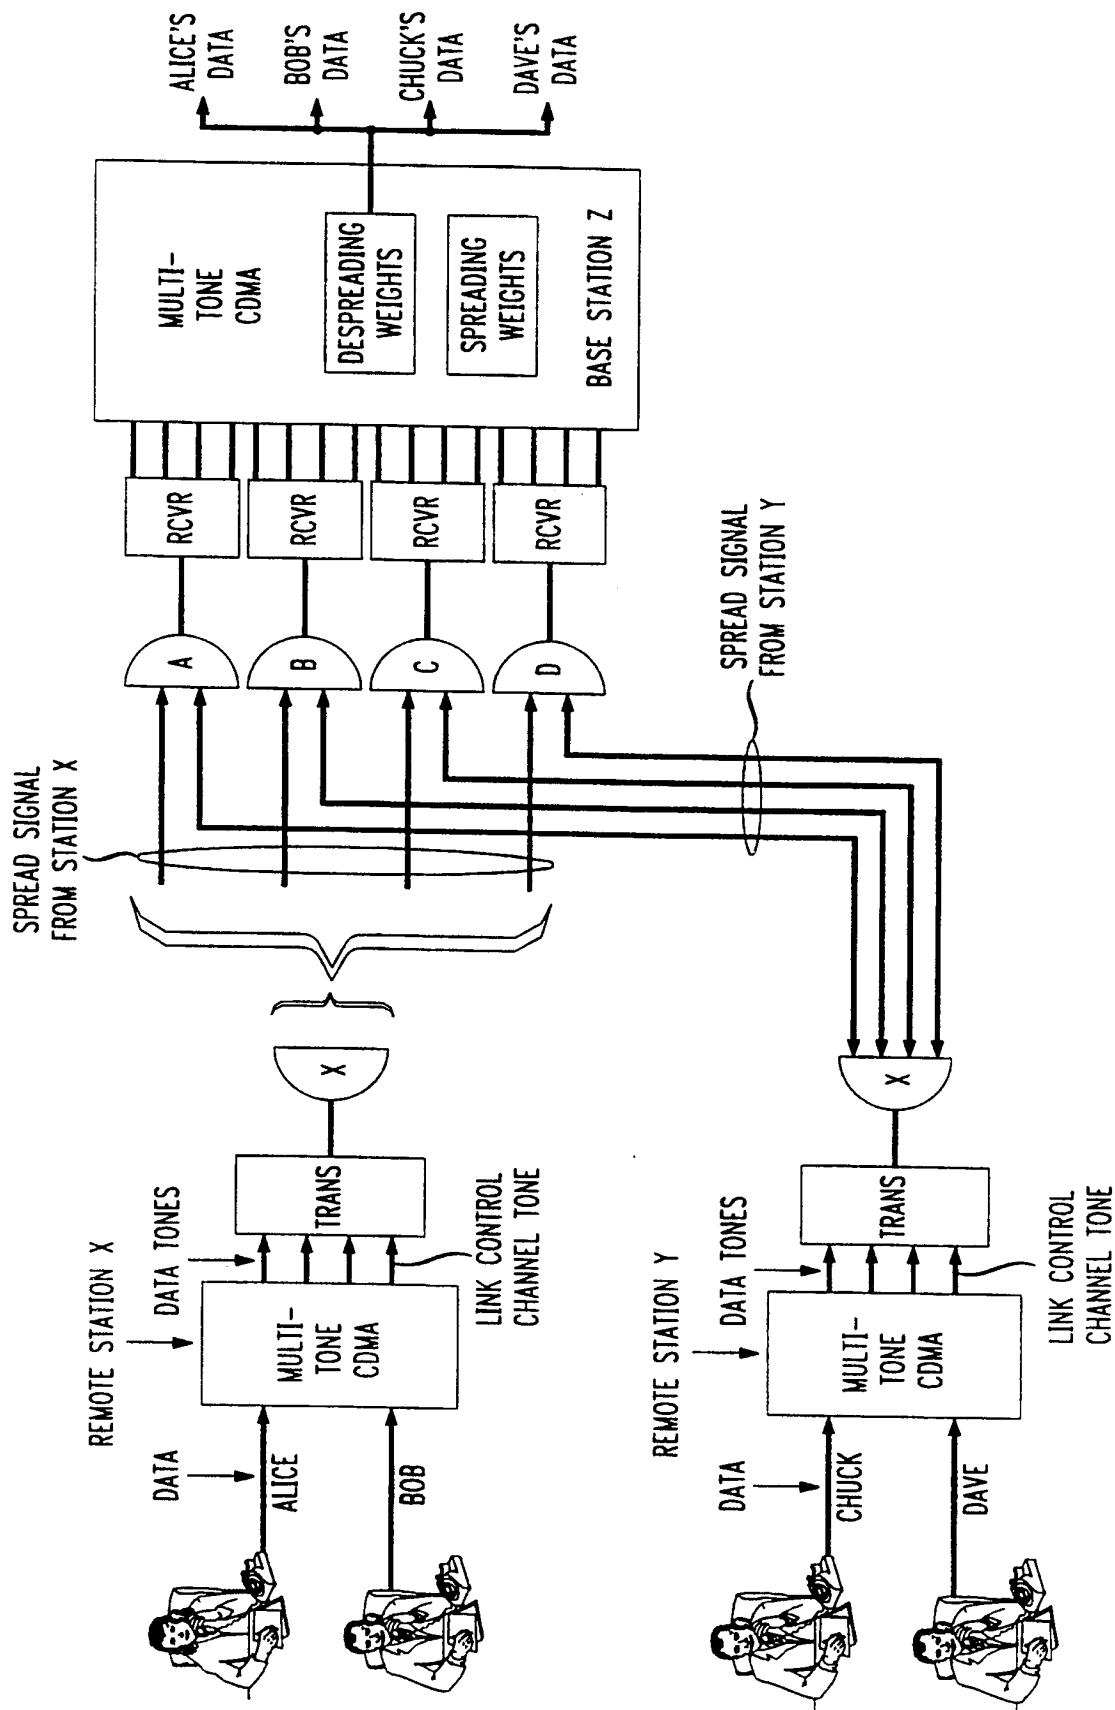 SPREAD SIGNAL
FROM STATION X
REMOTE STATION X
DATA
DATA TONES
ALICE
BOB
MULTI-
TONE
CDMA
TRANS
LINK CONTROL
CHANNEL TONE
X
A
B
C
D
RCVR
RCVR
RCVR
RCVR
MULTI-
TONE
CDMA
DESPREADING
WEIGHTS
SPREADING
WEIGHTS
BASE STATION Z
ALICE'S
DATA
BOB'S
DATA
CHUCK'S
DATA
DAVE'S
DATA
REMOTE STATION Y
DATA
DATA TONES
CHUCK
DAVE
MULTI-
TONE
CDMA
TRANS
LINK CONTROL
CHANNEL TONE
X
SPREAD SIGNAL
FROM STATION Y